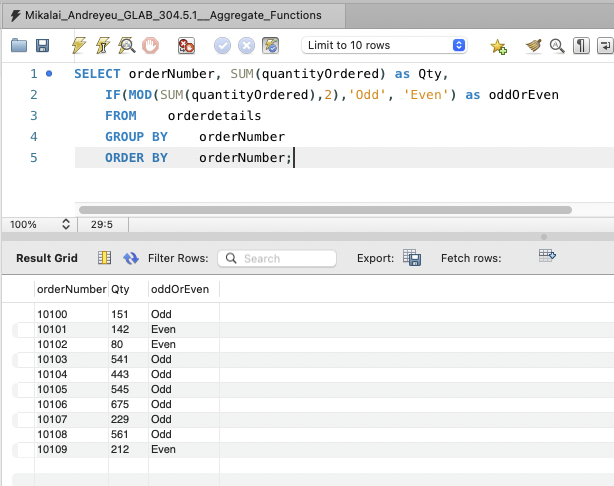 Mikalai_Andreyeu_GLAB_304.5.1__Aggregate_Functions
Limit to 10 rows
1 SELECT orderNumber, SUM(quantityOrdered) as Qty,
2 IF(MOD(SUM(quantityOrdered),2),'Odd', 'Even') as oddOrEven
3 FROM orderdetails
4 GROUP BY orderNumber
5 ORDER BY orderNumber;
100% 29:5
Result Grid Filter Rows: Search Export: Fetch rows:
orderNumber Qty oddOrEven
10100 151 Odd
10101 142 Even
10102 80 Even
10103 541 Odd
10104 443 Odd
10105 545 Odd
10106 675 Odd
10107 229 Odd
10108 561 Odd
10109 212 Even